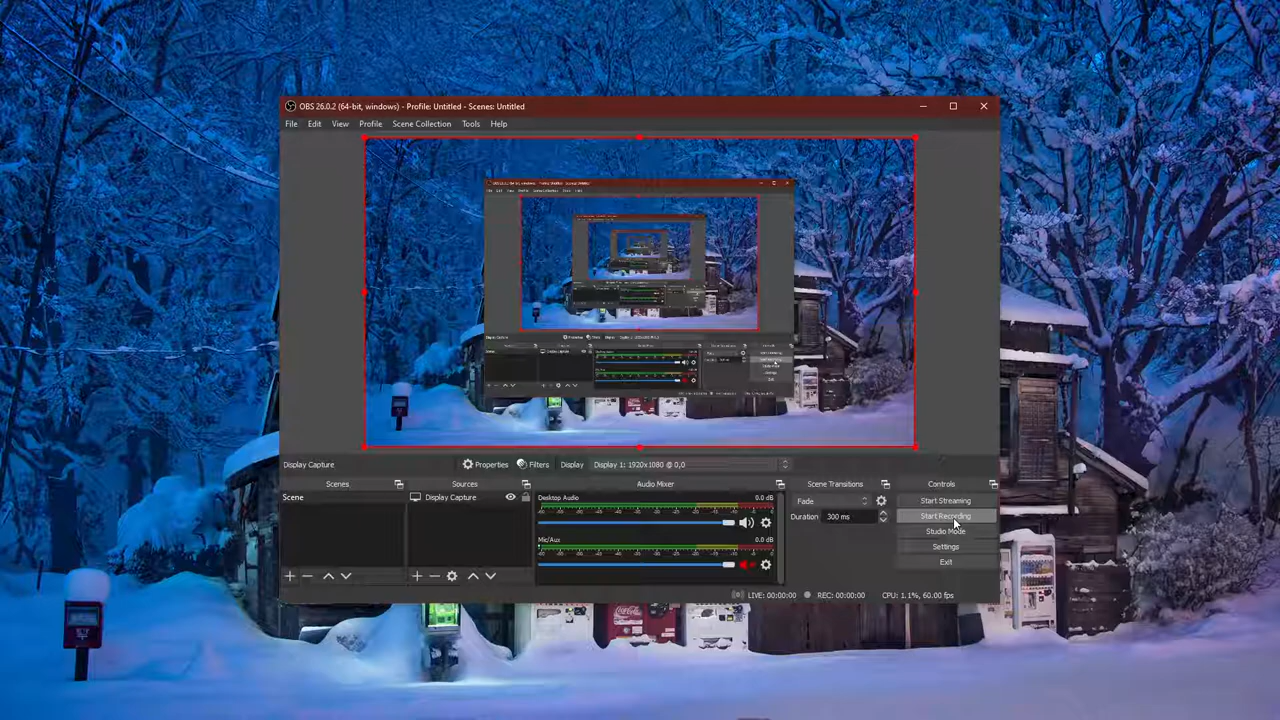 OBS 26.0.2 (64-bit, windows) - Profile: Untitled - Scenes: Untitled
File Edit View Profile Scene Collection Tools Help
Display Capture Properties Filters Display Display 1: 1920x1080 @ 0,0
Scenes Sources Audio Mixer Scene Transitions Controls
Scene
Display Capture
Desktop Audio 0.0 dB
Mic/Aux 0.0 dB
Fade
Duration 300 ms
Start Streaming
Start Recording
Studio Mode
Settings
Exit
LIVE: 00:00:00 REC: 00:00:00 CPU: 1.1%, 60.00 fps
Coca-Cola